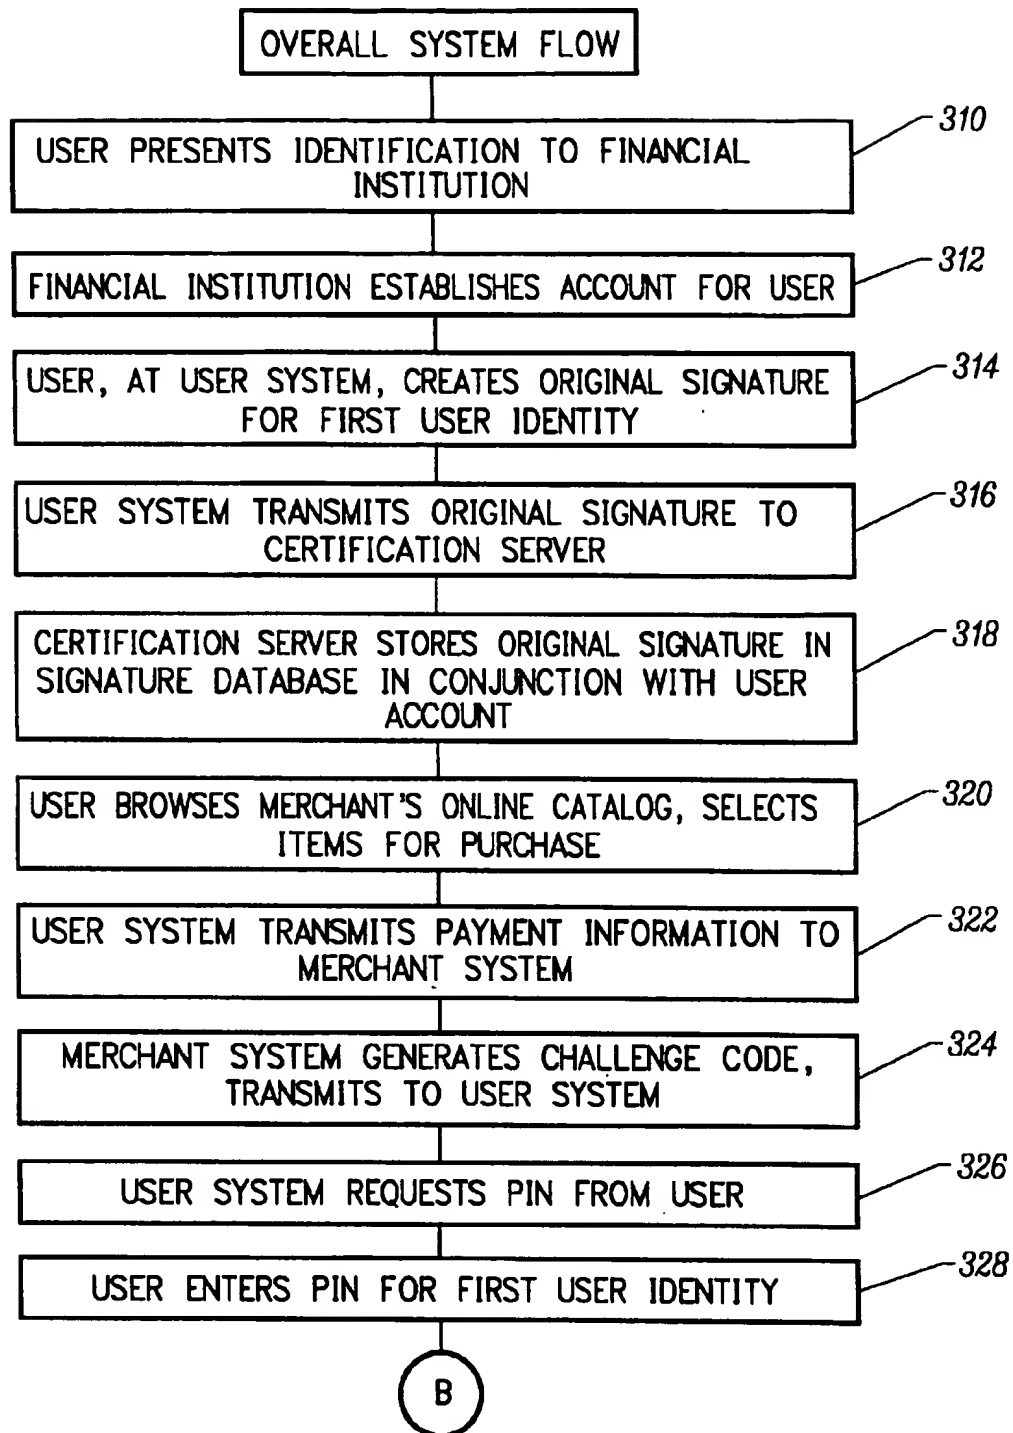 OVERALL SYSTEM FLOW
310
USER PRESENTS IDENTIFICATION TO FINANCIAL
INSTITUTION
312
FINANCIAL INSTITUTION ESTABLISHES ACCOUNT FOR USER
314
USER, AT USER SYSTEM, CREATES ORIGINAL SIGNATURE
FOR FIRST USER IDENTITY
316
USER SYSTEM TRANSMITS ORIGINAL SIGNATURE TO
CERTIFICATION SERVER
318
CERTIFICATION SERVER STORES ORIGINAL SIGNATURE IN
SIGNATURE DATABASE IN CONJUNCTION WITH USER
ACCOUNT
320
USER BROWSES MERCHANT'S ONLINE CATALOG, SELECTS
ITEMS FOR PURCHASE
322
USER SYSTEM TRANSMITS PAYMENT INFORMATION TO
MERCHANT SYSTEM
324
MERCHANT SYSTEM GENERATES CHALLENGE CODE,
TRANSMITS TO USER SYSTEM
326
USER SYSTEM REQUESTS PIN FROM USER
328
USER ENTERS PIN FOR FIRST USER IDENTITY
B